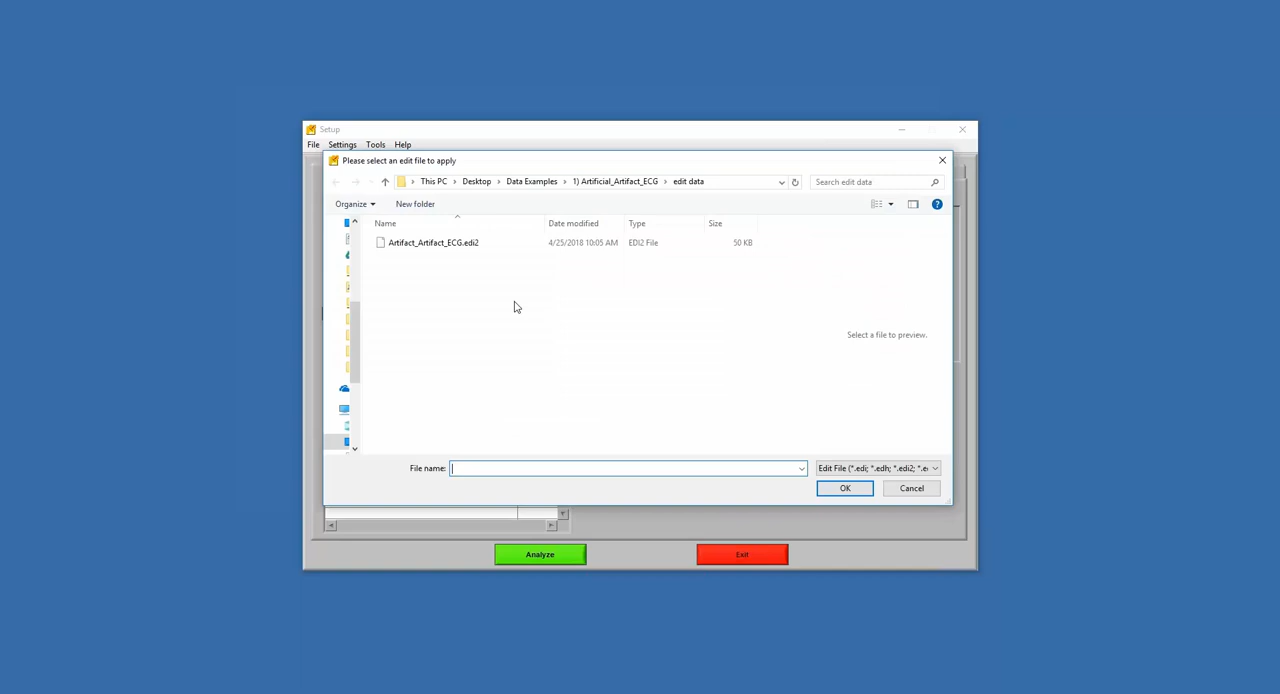 Setup
File Settings Tools Help
Please select an edit file to apply
This PC › Desktop › Data Examples › 1) Artificial_Artifact_ECG › edit data
Search edit data
Organize New folder
Name Date modified Type Size
Artifact_Artifact_ECG.edi2 4/25/2018 10:05 AM EDI2 File 50 KB
Select a file to preview.
File name: Edit File (*.edi; *.edh; *.edi2; *.e
OK Cancel
Analyze Exit